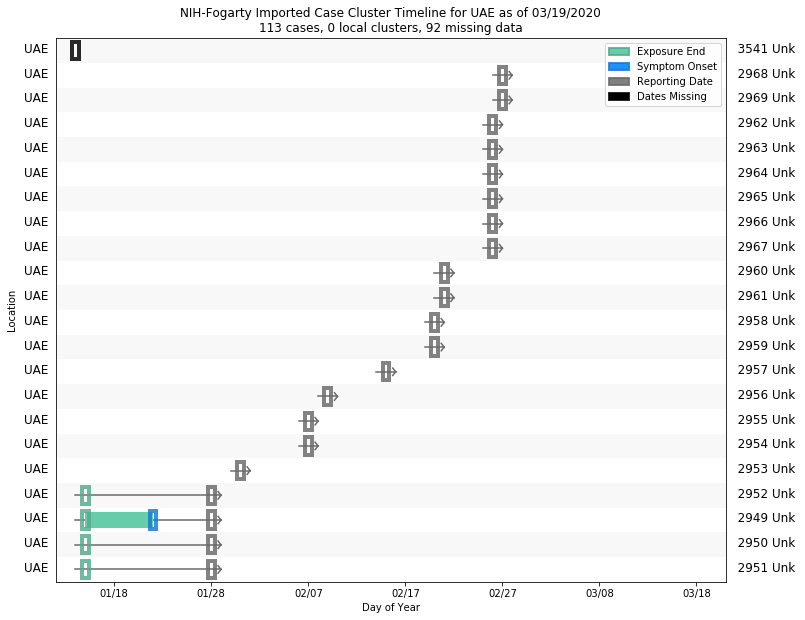 NIH-Fogarty Imported Case Cluster Timeline for UAE as of 03/19/2020
113 cases, 0 local clusters, 92 missing data
UAE 3541 Unk
UAE 2968 Unk
UAE 2969 Unk
UAE 2962 Unk
UAE 2963 Unk
UAE 2964 Unk
UAE 2965 Unk
UAE 2966 Unk
UAE 2967 Unk
UAE 2960 Unk
UAE 2961 Unk
UAE 2958 Unk
UAE 2959 Unk
UAE 2957 Unk
UAE 2956 Unk
UAE 2955 Unk
UAE 2954 Unk
UAE 2953 Unk
UAE 2952 Unk
UAE 2949 Unk
UAE 2950 Unk
UAE 2951 Unk
Exposure End
Symptom Onset
Reporting Date
Dates Missing
Location
01/18 01/28 02/07 02/17 02/27 03/08 03/18
Day of Year